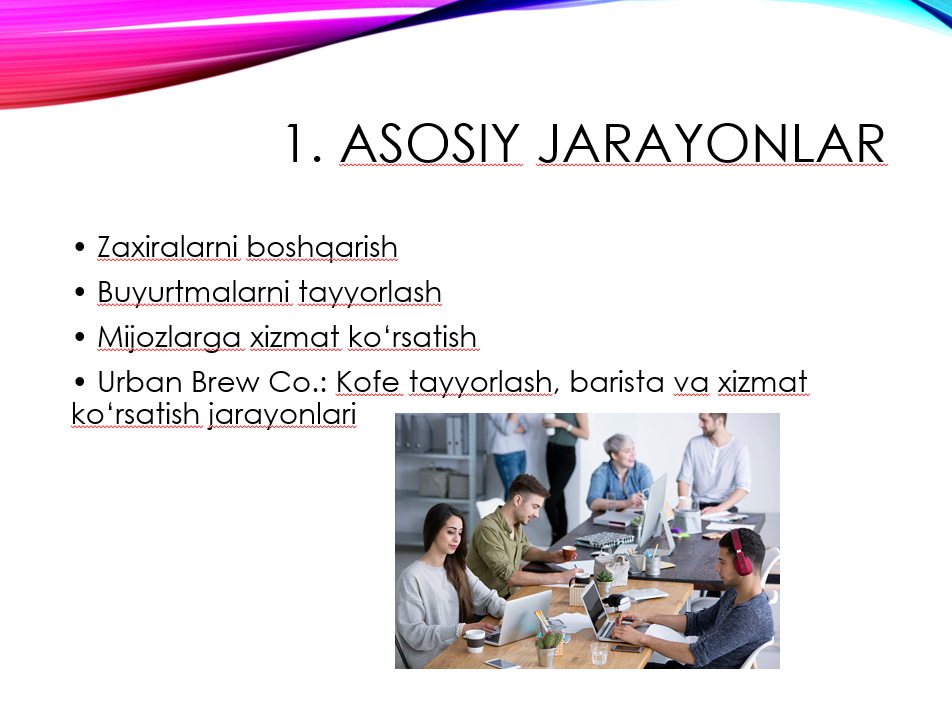 1. ASOSIY JARAYONLAR
• Zaxiralarni boshqarish
• Buyurtmalarni tayyorlash
• Mijozlarga xizmat ko‘rsatish
• Urban Brew Co.: Kofe tayyorlash, barista va xizmat
ko‘rsatish jarayonlari